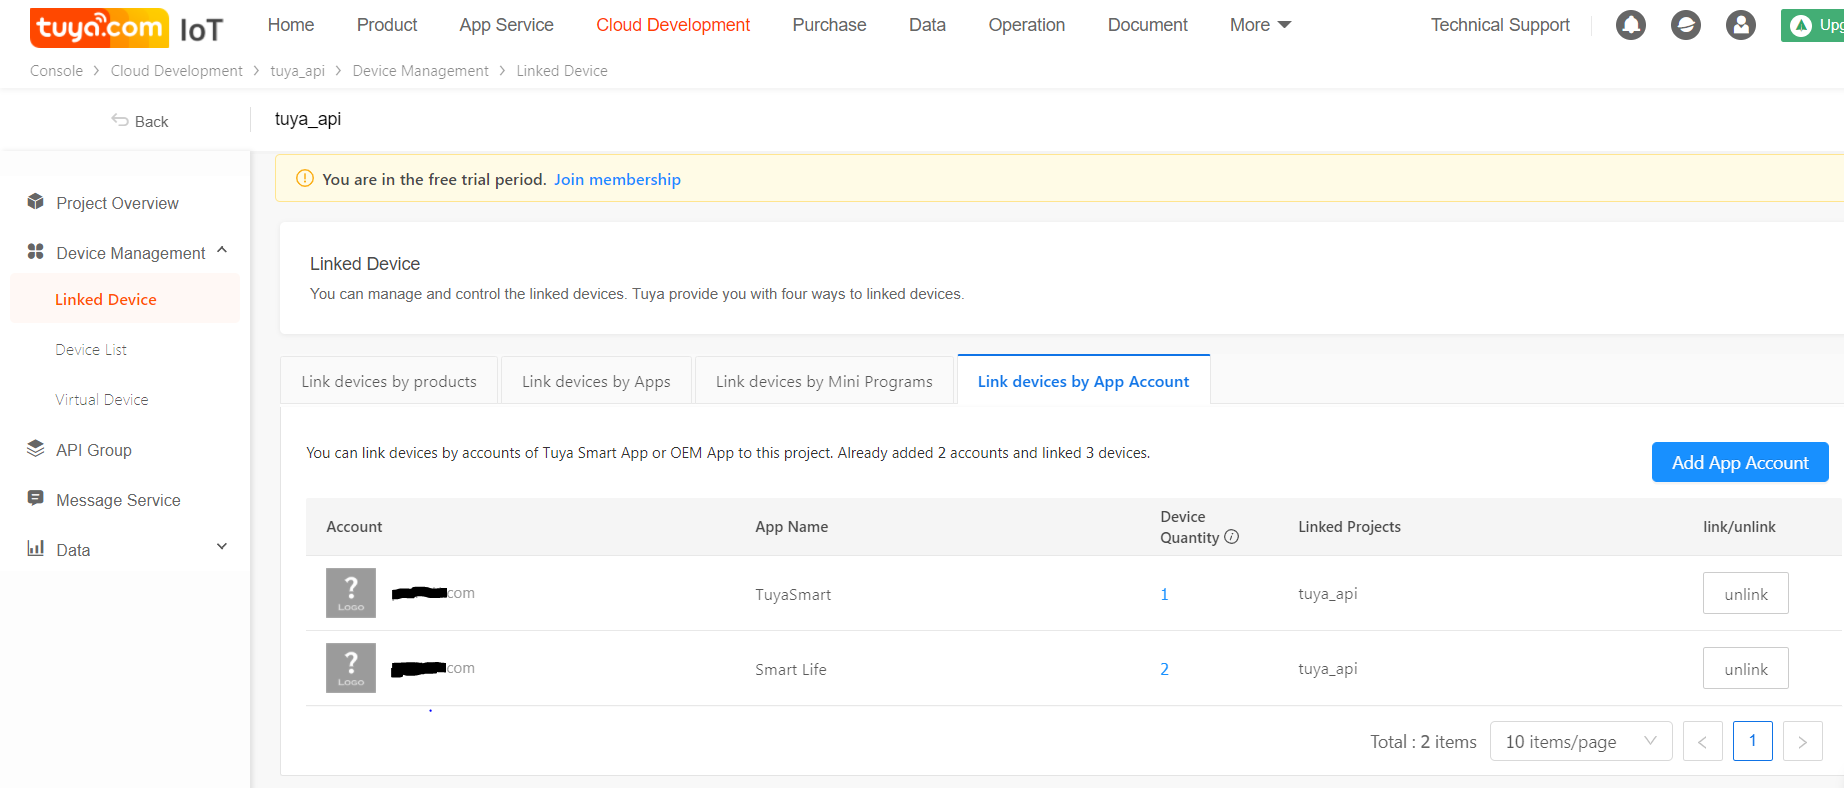 tuya.com IoT Home Product App Service Cloud Development Purchase Data Operation Document More Technical Support Upg
Console > Cloud Development > tuya_api > Device Management > Linked Device
Back tuya_api
You are in the free trial period. Join membership
Project Overview
Device Management
Linked Device
Device List
Virtual Device
API Group
Message Service
Data
Linked Device
You can manage and control the linked devices. Tuya provide you with four ways to linked devices.
Link devices by products Link devices by Apps Link devices by Mini Programs Link devices by App Account
You can link devices by accounts of Tuya Smart App or OEM App to this project. Already added 2 accounts and linked 3 devices.
Add App Account
Account App Name Device Quantity Linked Projects link/unlink
? LOGO com TuyaSmart 1 tuya_api unlink
? LOGO com Smart Life 2 tuya_api unlink
Total : 2 items 10 items/page < 1 >